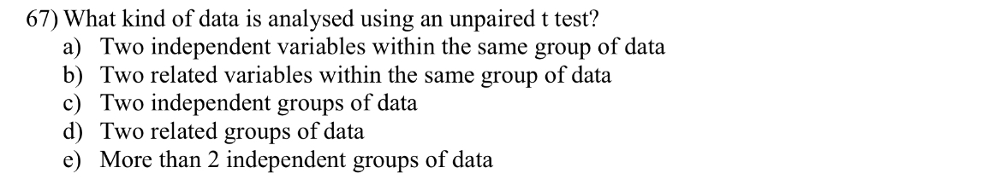 67) What kind of data is analysed using an unpaired t test?
a) Two independent variables within the same group of data
b) Two related variables within the same group of data
c) Two independent groups of data
d) Two related groups of data
e) More than 2 independent groups of data